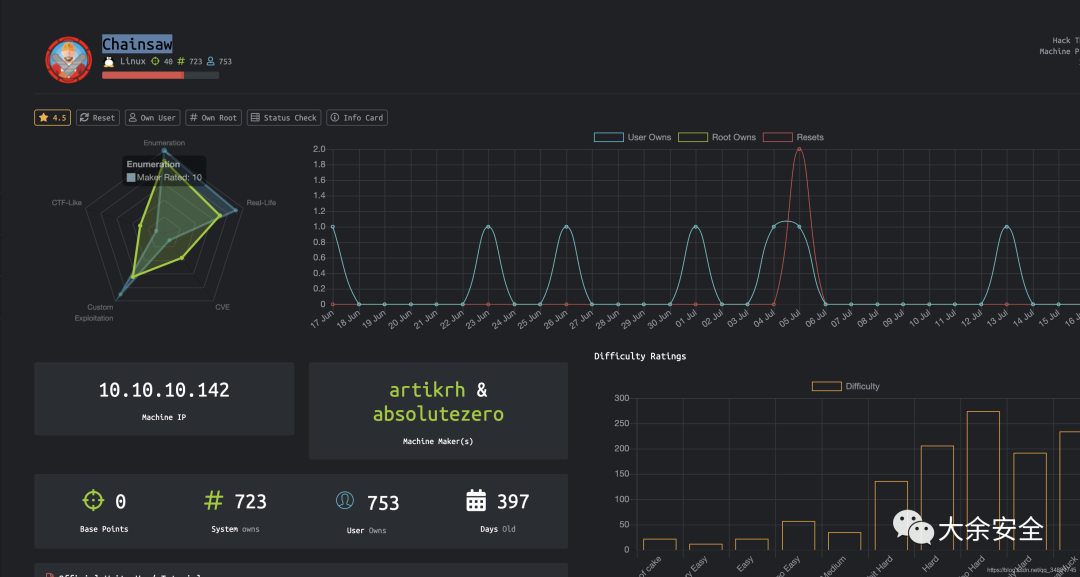 Chainsaw
Linux 40 723 753
Hack T
Machine P
4.5 Reset Own User # Own Root Status Check Info Card
Enumeration
Enumeration
Maker Rated: 10
CTF-Like
Real-Life
Custom
Exploitation
CVE
User Owns Root Owns Resets
2.0
1.8
1.6
1.4
1.2
1.0
0.8
0.6
0.4
0.2
0
17 Jun 18 Jun 19 Jun 20 Jun 21 Jun 22 Jun 23 Jun 24 Jun 25 Jun 26 Jun 27 Jun 28 Jun 29 Jun 30 Jun 01 Jul 02 Jul 03 Jul 04 Jul 05 Jul 06 Jul 07 Jul 08 Jul 09 Jul 10 Jul 11 Jul 12 Jul 13 Jul 14 Jul 15 Jul
10.10.10.142
Machine IP
artikrh &
absolutezero
Machine Maker(s)
0
Base Points
# 723
System owns
753
User Owns
397
Days Old
Difficulty Ratings
Difficulty
300
250
200
150
100
50
0
of cake
Easy
Easy
Easy
Medium
Hard
Hard
Hard
Hard
大余安全